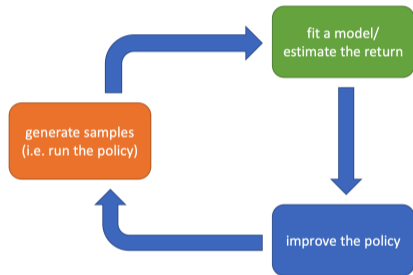 fit a model/
estimate the return
generate samples
(i.e. run the policy)
improve the policy